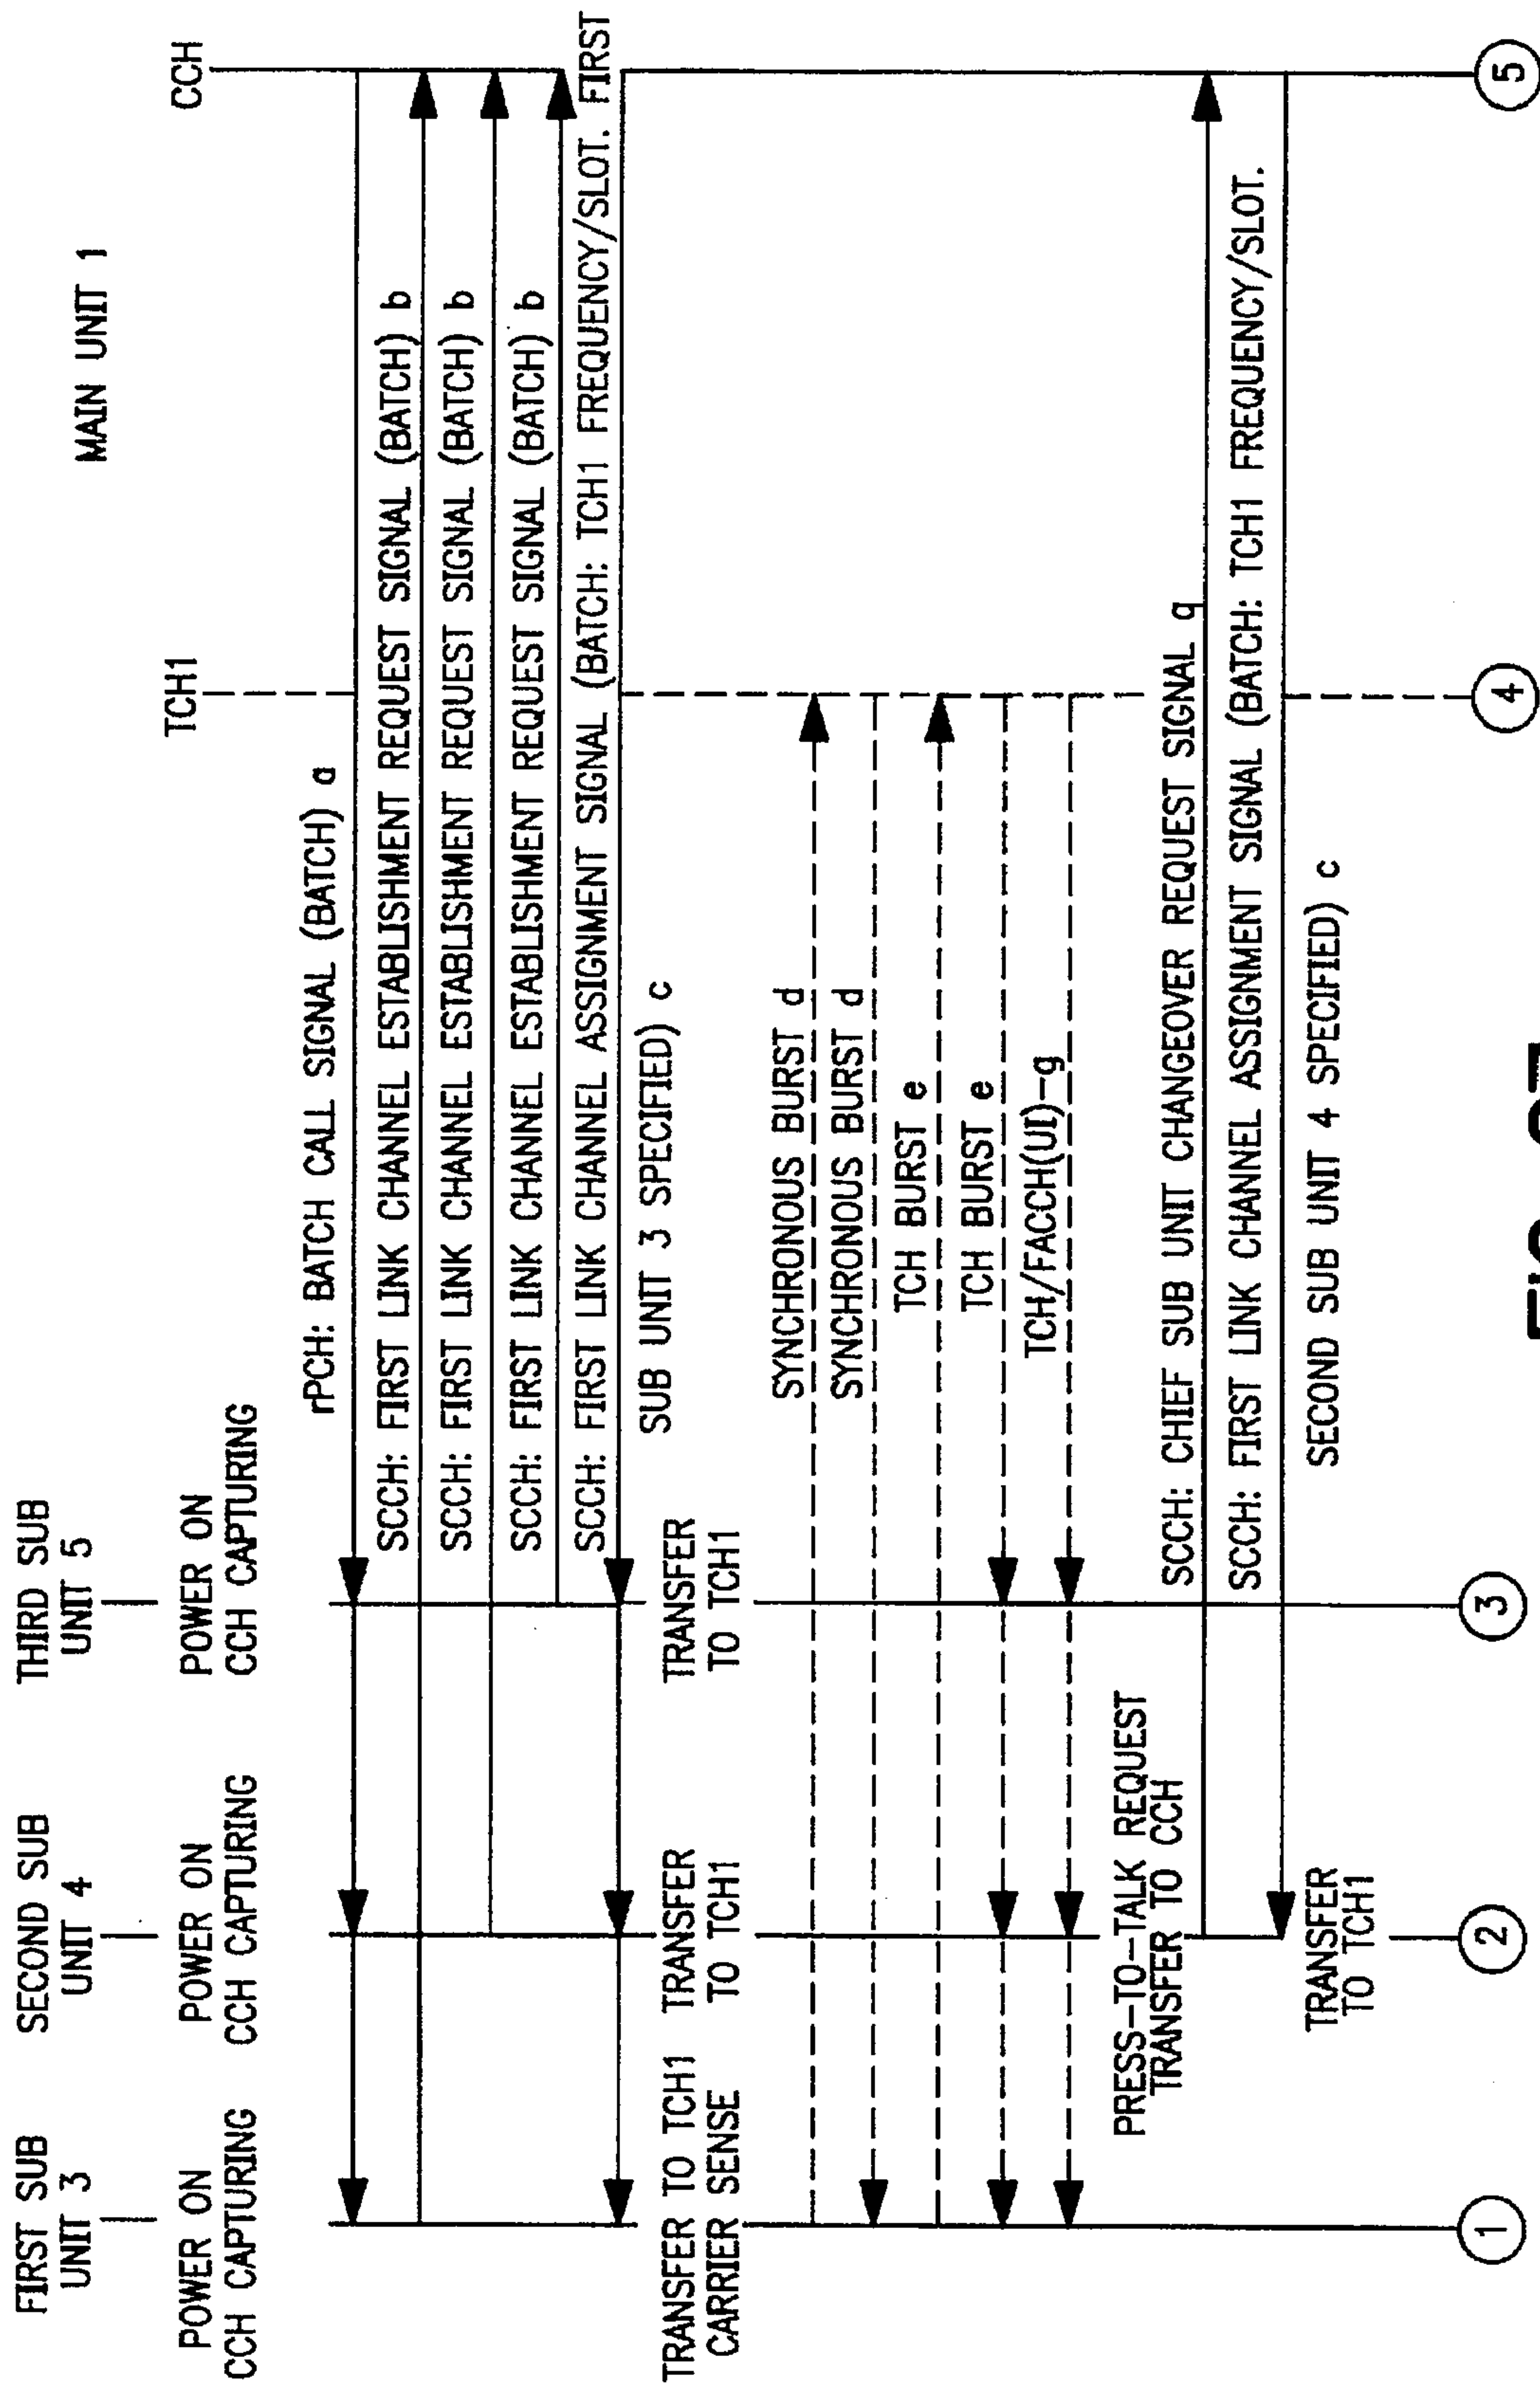 FIRST SUB
UNIT 3
SECOND SUB
UNIT 4
THIRD SUB
UNIT 5
MAIN UNIT 1
TCH1
CCH
POWER ON
CCH CAPTURING
POWER ON
CCH CAPTURING
POWER ON
CCH CAPTURING
rPCH: BATCH CALL SIGNAL (BATCH) a
SCCH: FIRST LINK CHANNEL ESTABLISHMENT REQUEST SIGNAL (BATCH) b
SCCH: FIRST LINK CHANNEL ESTABLISHMENT REQUEST SIGNAL (BATCH) b
SCCH: FIRST LINK CHANNEL ESTABLISHMENT REQUEST SIGNAL (BATCH) b
SCCH: FIRST LINK CHANNEL ASSIGNMENT SIGNAL (BATCH: TCH1 FREQUENCY/SLOT. FIRST
SUB UNIT 3 SPECIFIED) c
TRANSFER TO TCH1
CARRIER SENSE
TRANSFER
TO TCH1
TRANSFER
TO TCH1
SYNCHRONOUS BURST d
SYNCHRONOUS BURST d
TCH BURST e
TCH BURST e
TCH/FACCH(UI)-g
PRESS-TO-TALK REQUEST
TRANSFER TO CCH
SCCH: CHIEF SUB UNIT CHANGEOVER REQUEST SIGNAL q
SCCH: FIRST LINK CHANNEL ASSIGNMENT SIGNAL (BATCH: TCH1 FREQUENCY/SLOT.
SECOND SUB UNIT 4 SPECIFIED) c
TRANSFER
TO TCH1
1
2
3
4
5